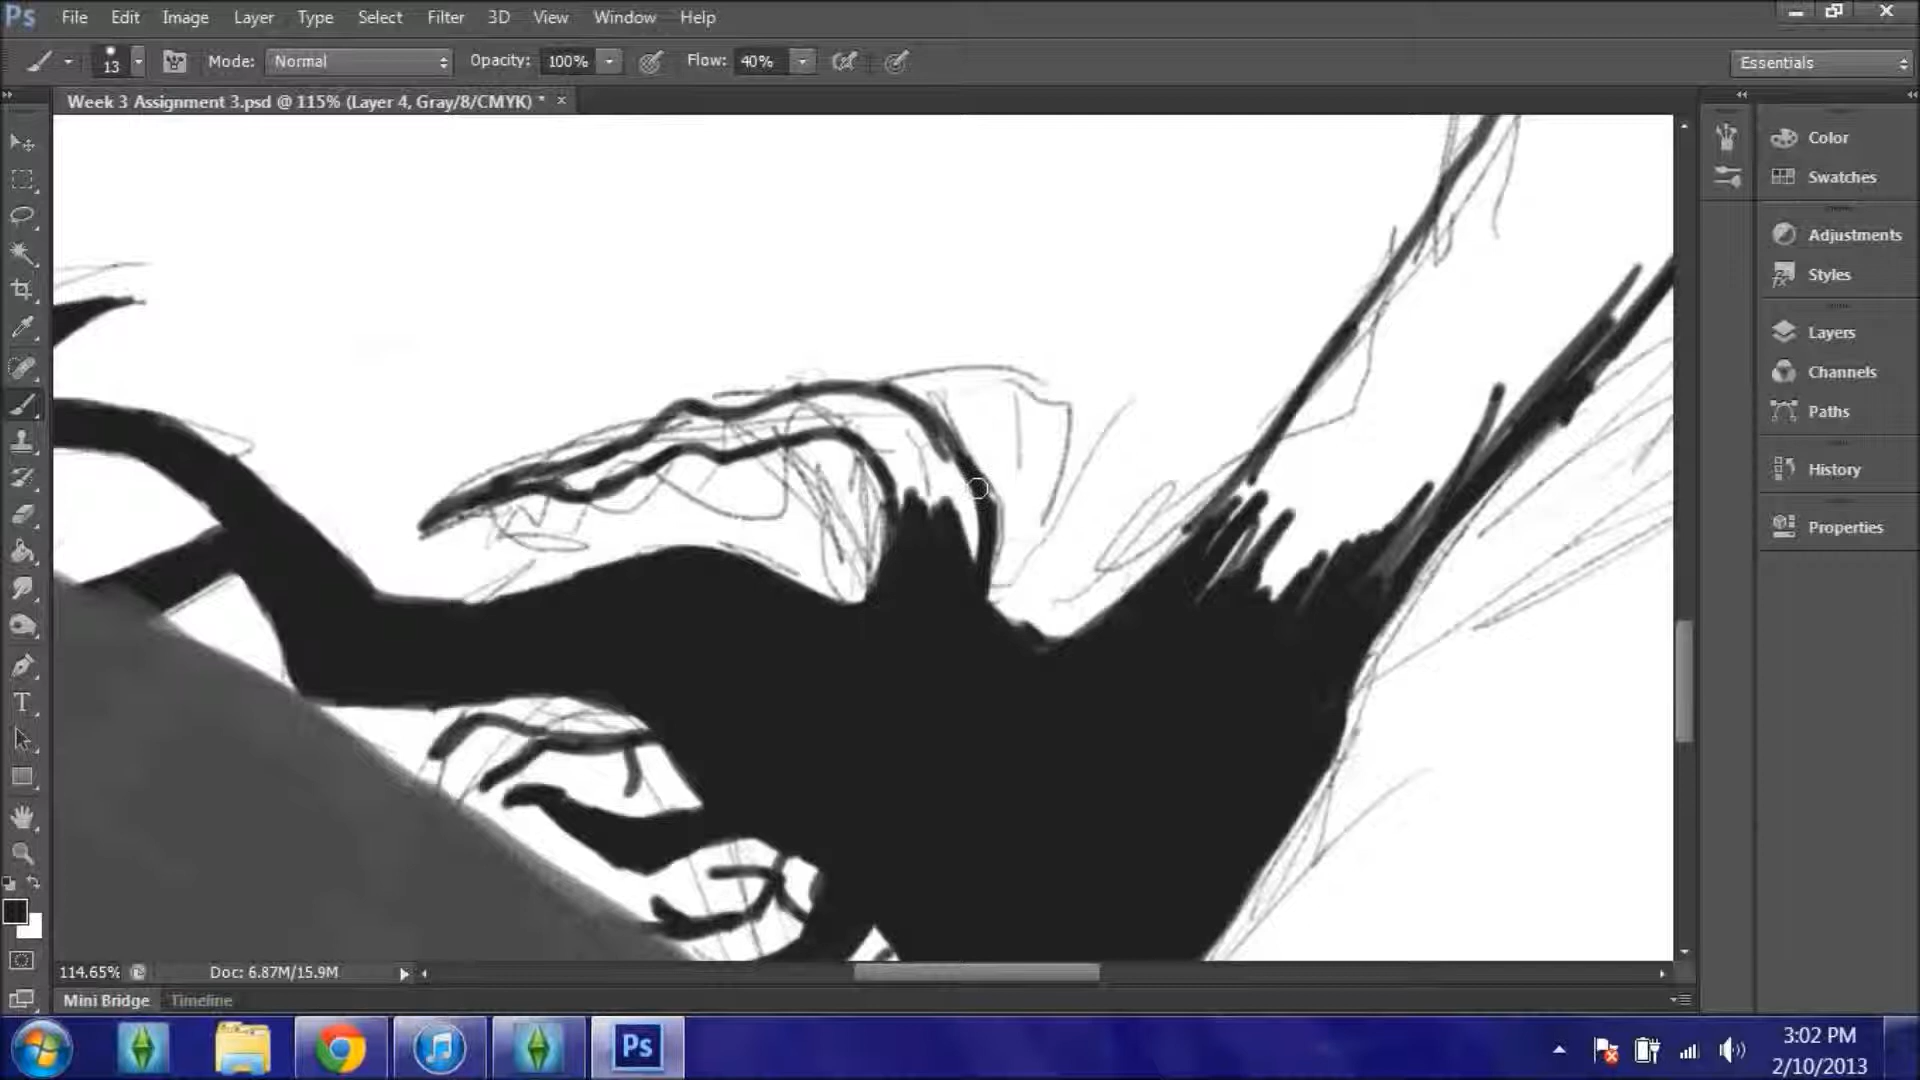 Ps File Edit Image Layer Type Select Filter 3D View Window Help
13 Mode: Normal Opacity: 100% Flow: 40% Essentials
Week 3 Assignment 3.psd @ 115% (Layer 4, Gray/8/CMYK) * ×
Color
Swatches
Adjustments
Styles
Layers
Channels
Paths
History
Properties
114.65% Doc: 6.87M/15.9M
Mini Bridge Timeline
Ps
3:02 PM
2/10/2013